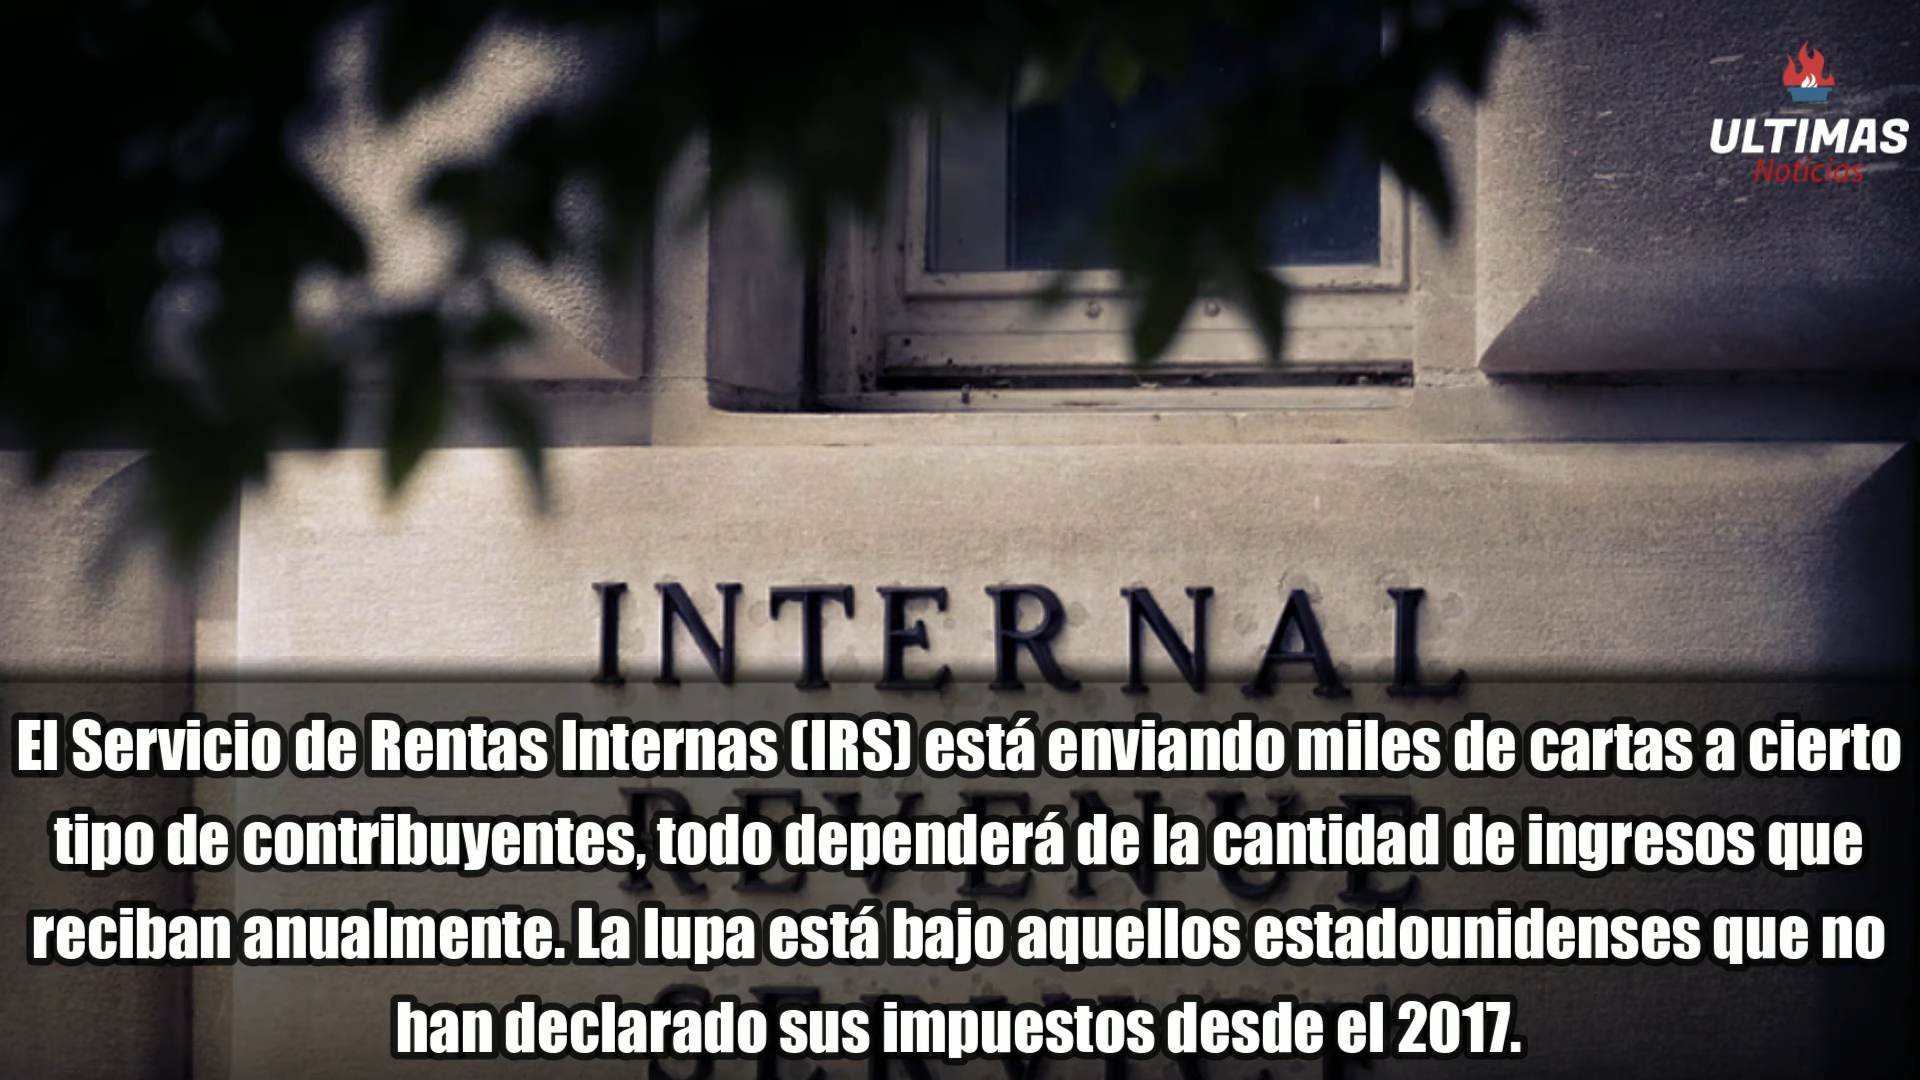 ULTIMAS
Noticias
INTERNAL
REVENUE
SERVICE
El Servicio de Rentas Internas (IRS) está enviando miles de cartas a cierto
tipo de contribuyentes, todo dependerá de la cantidad de ingresos que
reciban anualmente. La lupa está bajo aquellos estadounidenses que no
han declarado sus impuestos desde el 2017.